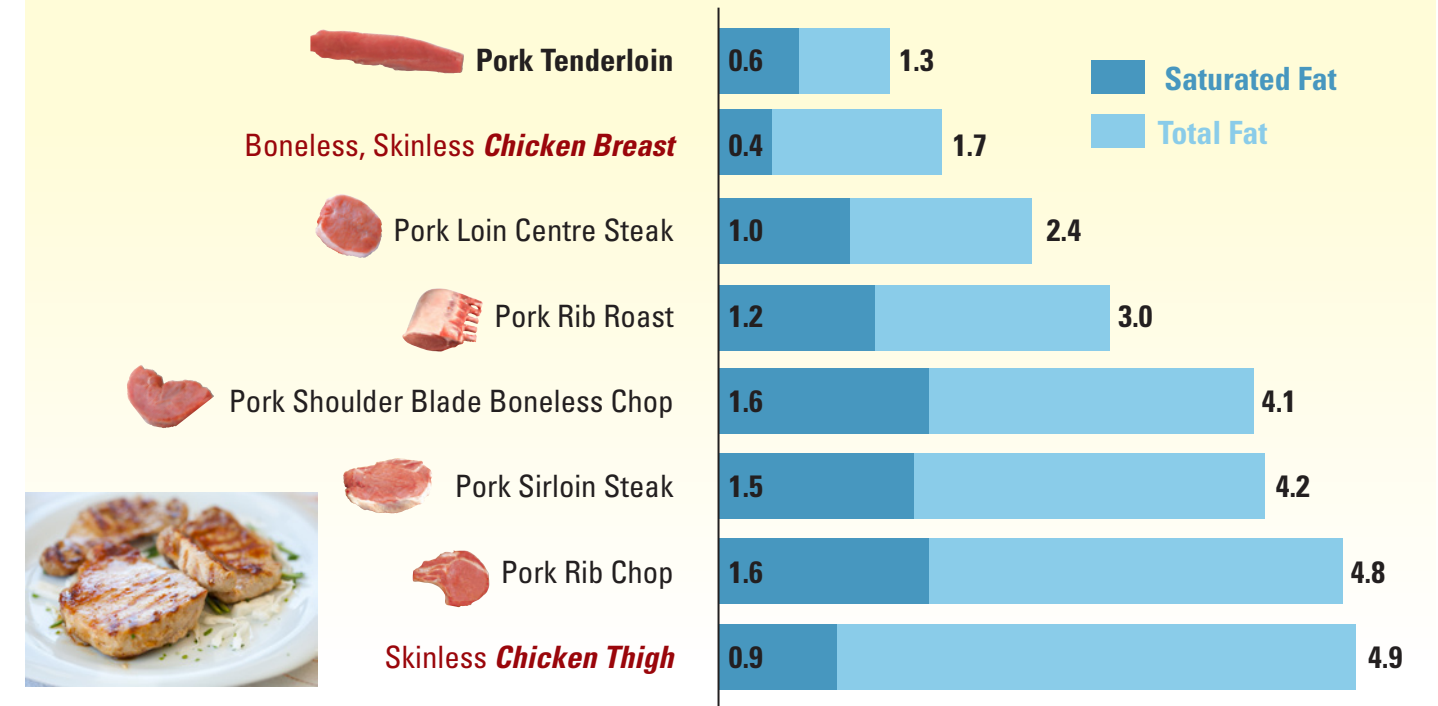 Pork Tenderloin 0.6 1.3
Saturated Fat
Total Fat
Boneless, Skinless Chicken Breast 0.4 1.7
Pork Loin Centre Steak 1.0 2.4
Pork Rib Roast 1.2 3.0
Pork Shoulder Blade Boneless Chop 1.6 4.1
Pork Sirloin Steak 1.5 4.2
Pork Rib Chop 1.6 4.8
Skinless Chicken Thigh 0.9 4.9